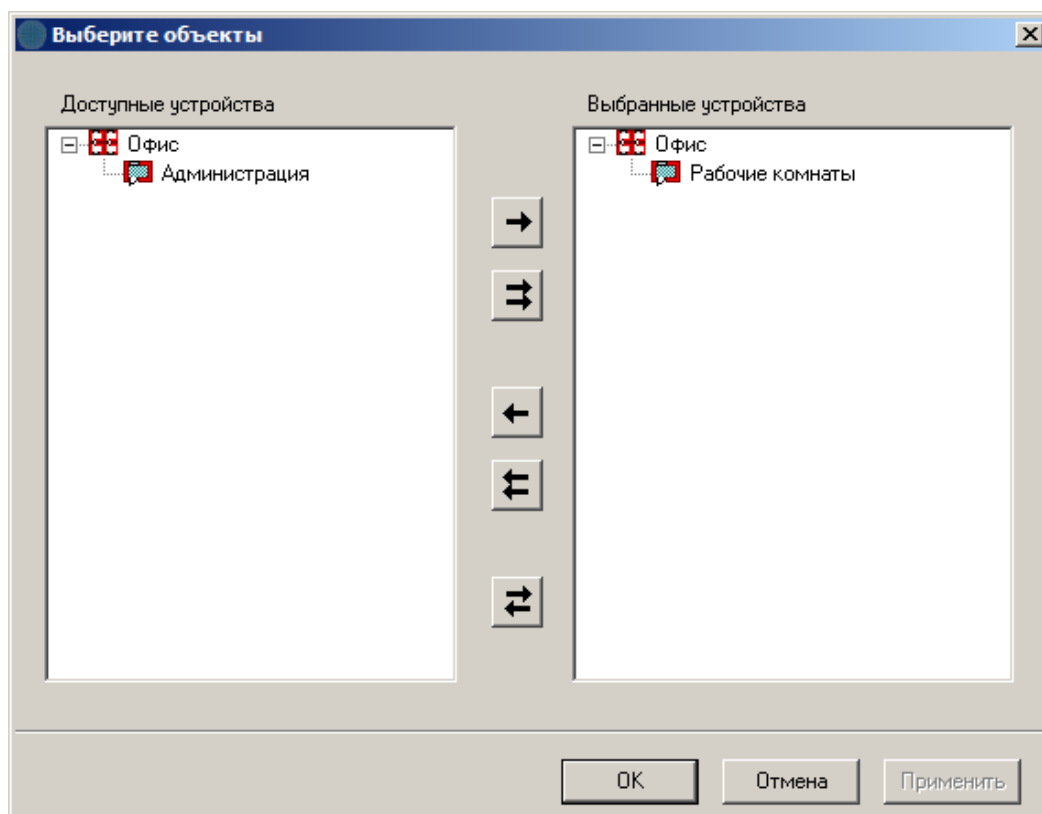 Выберите объекты
Доступные устройства
Выбранные устройства
Офис
Администрация
Офис
Рабочие комнаты
OK
Отмена
Применить